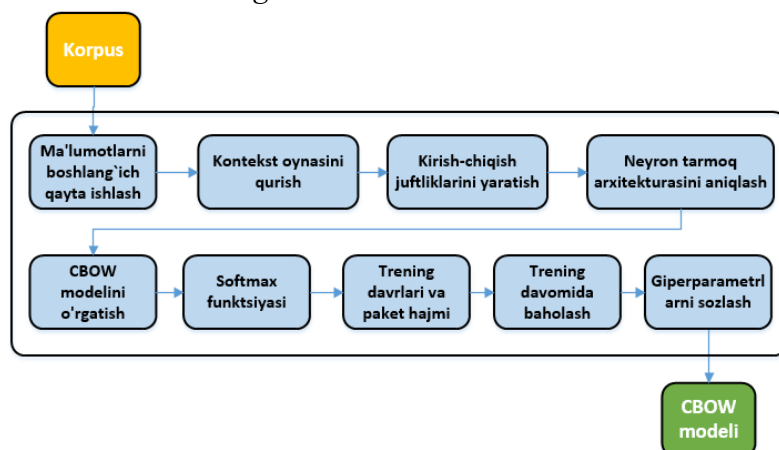 Korpus
Ma'lumotlarni
boshlang`ich
qayta ishlash
Kontekst oynasini
qurish
Kirish-chiqish
juftliklarini yaratish
Neyron tarmoq
arxitekturasini aniqlash
CBOW
modelini
o'rgatish
Softmax
funktsiyasi
Trening
davrlari va
paket hajmi
Trening
davomida
baholash
Giperparametrl
arni sozlash
CBOW
modeli